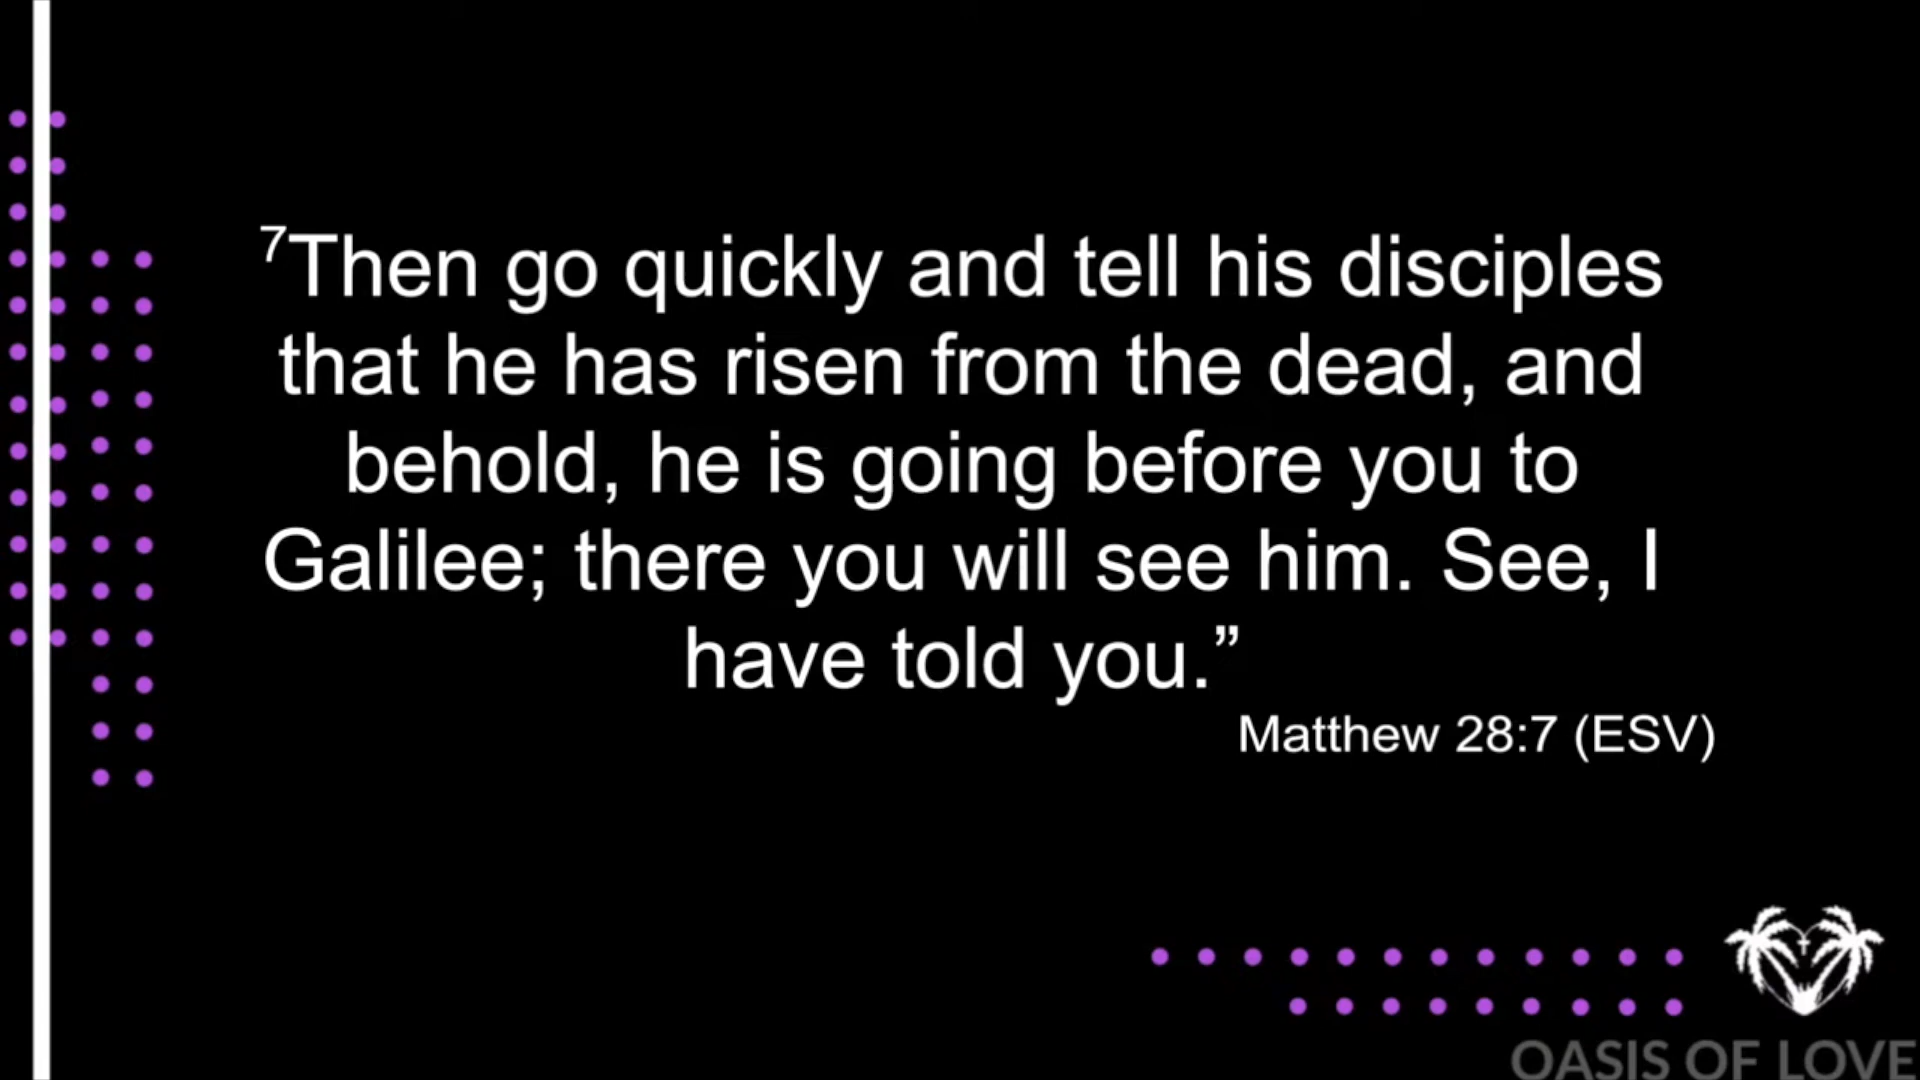 ⁷Then go quickly and tell his disciples
that he has risen from the dead, and
behold, he is going before you to
Galilee; there you will see him. See, I
have told you.”
Matthew 28:7 (ESV)
OASIS OF LOVE